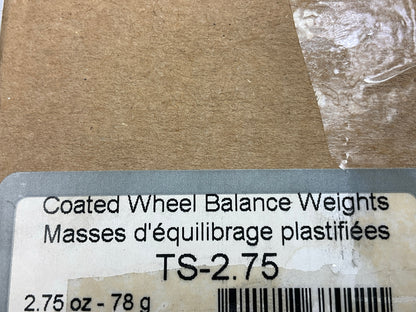 Coated Wheel Balance Weights
Masses d'équilibrage plastifiées
TS-2.75
2.75 oz - 78 g